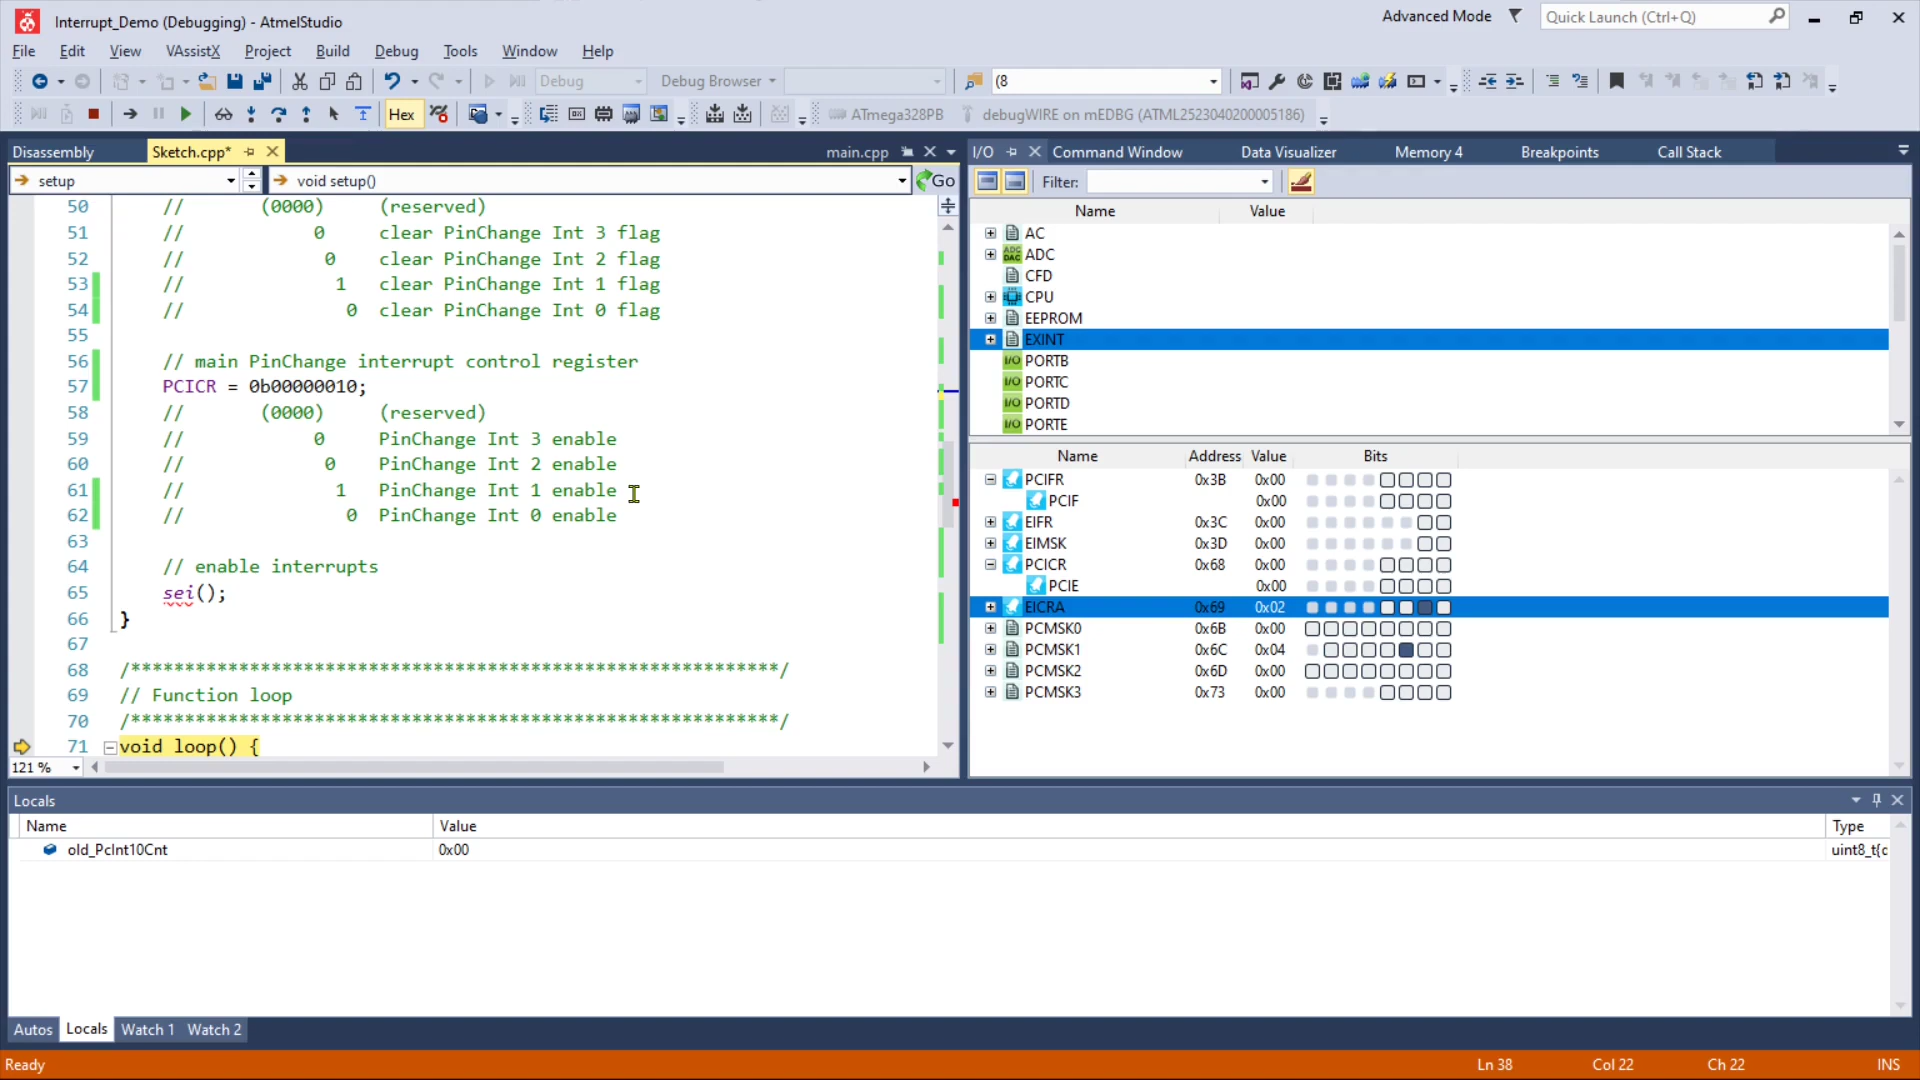 Interrupt_Demo (Debugging) - AtmelStudio
Advanced Mode
Quick Launch (Ctrl+Q)
File Edit View VAssistX Project Build Debug Tools Window Help
Debug Debug Browser (8
Hex ATmega328PB debugWIRE on mEDBG (ATML2523040200005186)
Disassembly Sketch.cpp* main.cpp
setup void setup() Go
50 // (0000) (reserved)
51 // 0 clear PinChange Int 3 flag
52 // 0 clear PinChange Int 2 flag
53 // 1 clear PinChange Int 1 flag
54 // 0 clear PinChange Int 0 flag
55
56 // main PinChange interrupt control register
57 PCICR = 0b00000010;
58 // (0000) (reserved)
59 // 0 PinChange Int 3 enable
60 // 0 PinChange Int 2 enable
61 // 1 PinChange Int 1 enable
62 // 0 PinChange Int 0 enable
63
64 // enable interrupts
65 sei();
66 }
67
68 /************************************************************/
69 // Function loop
70 /************************************************************/
71 void loop() {
121 %
I/O Command Window Data Visualizer Memory 4 Breakpoints Call Stack
Filter:
Name Value
AC
ADC
DAC
ADC
CFD
CPU
EEPROM
EXINT
I/O PORTB
I/O PORTC
I/O PORTD
I/O PORTE
Name Address Value Bits
PCIFR 0x3B 0x00
PCIF 0x00
EIFR 0x3C 0x00
EIMSK 0x3D 0x00
PCICR 0x68 0x00
PCIE 0x00
EICRA 0x69 0x02
PCMSK0 0x6B 0x00
PCMSK1 0x6C 0x04
PCMSK2 0x6D 0x00
PCMSK3 0x73 0x00
Locals
Name Value Type
old_PcInt10Cnt 0x00 uint8_t{c
Autos Locals Watch 1 Watch 2
Ready Ln 38 Col 22 Ch 22 INS